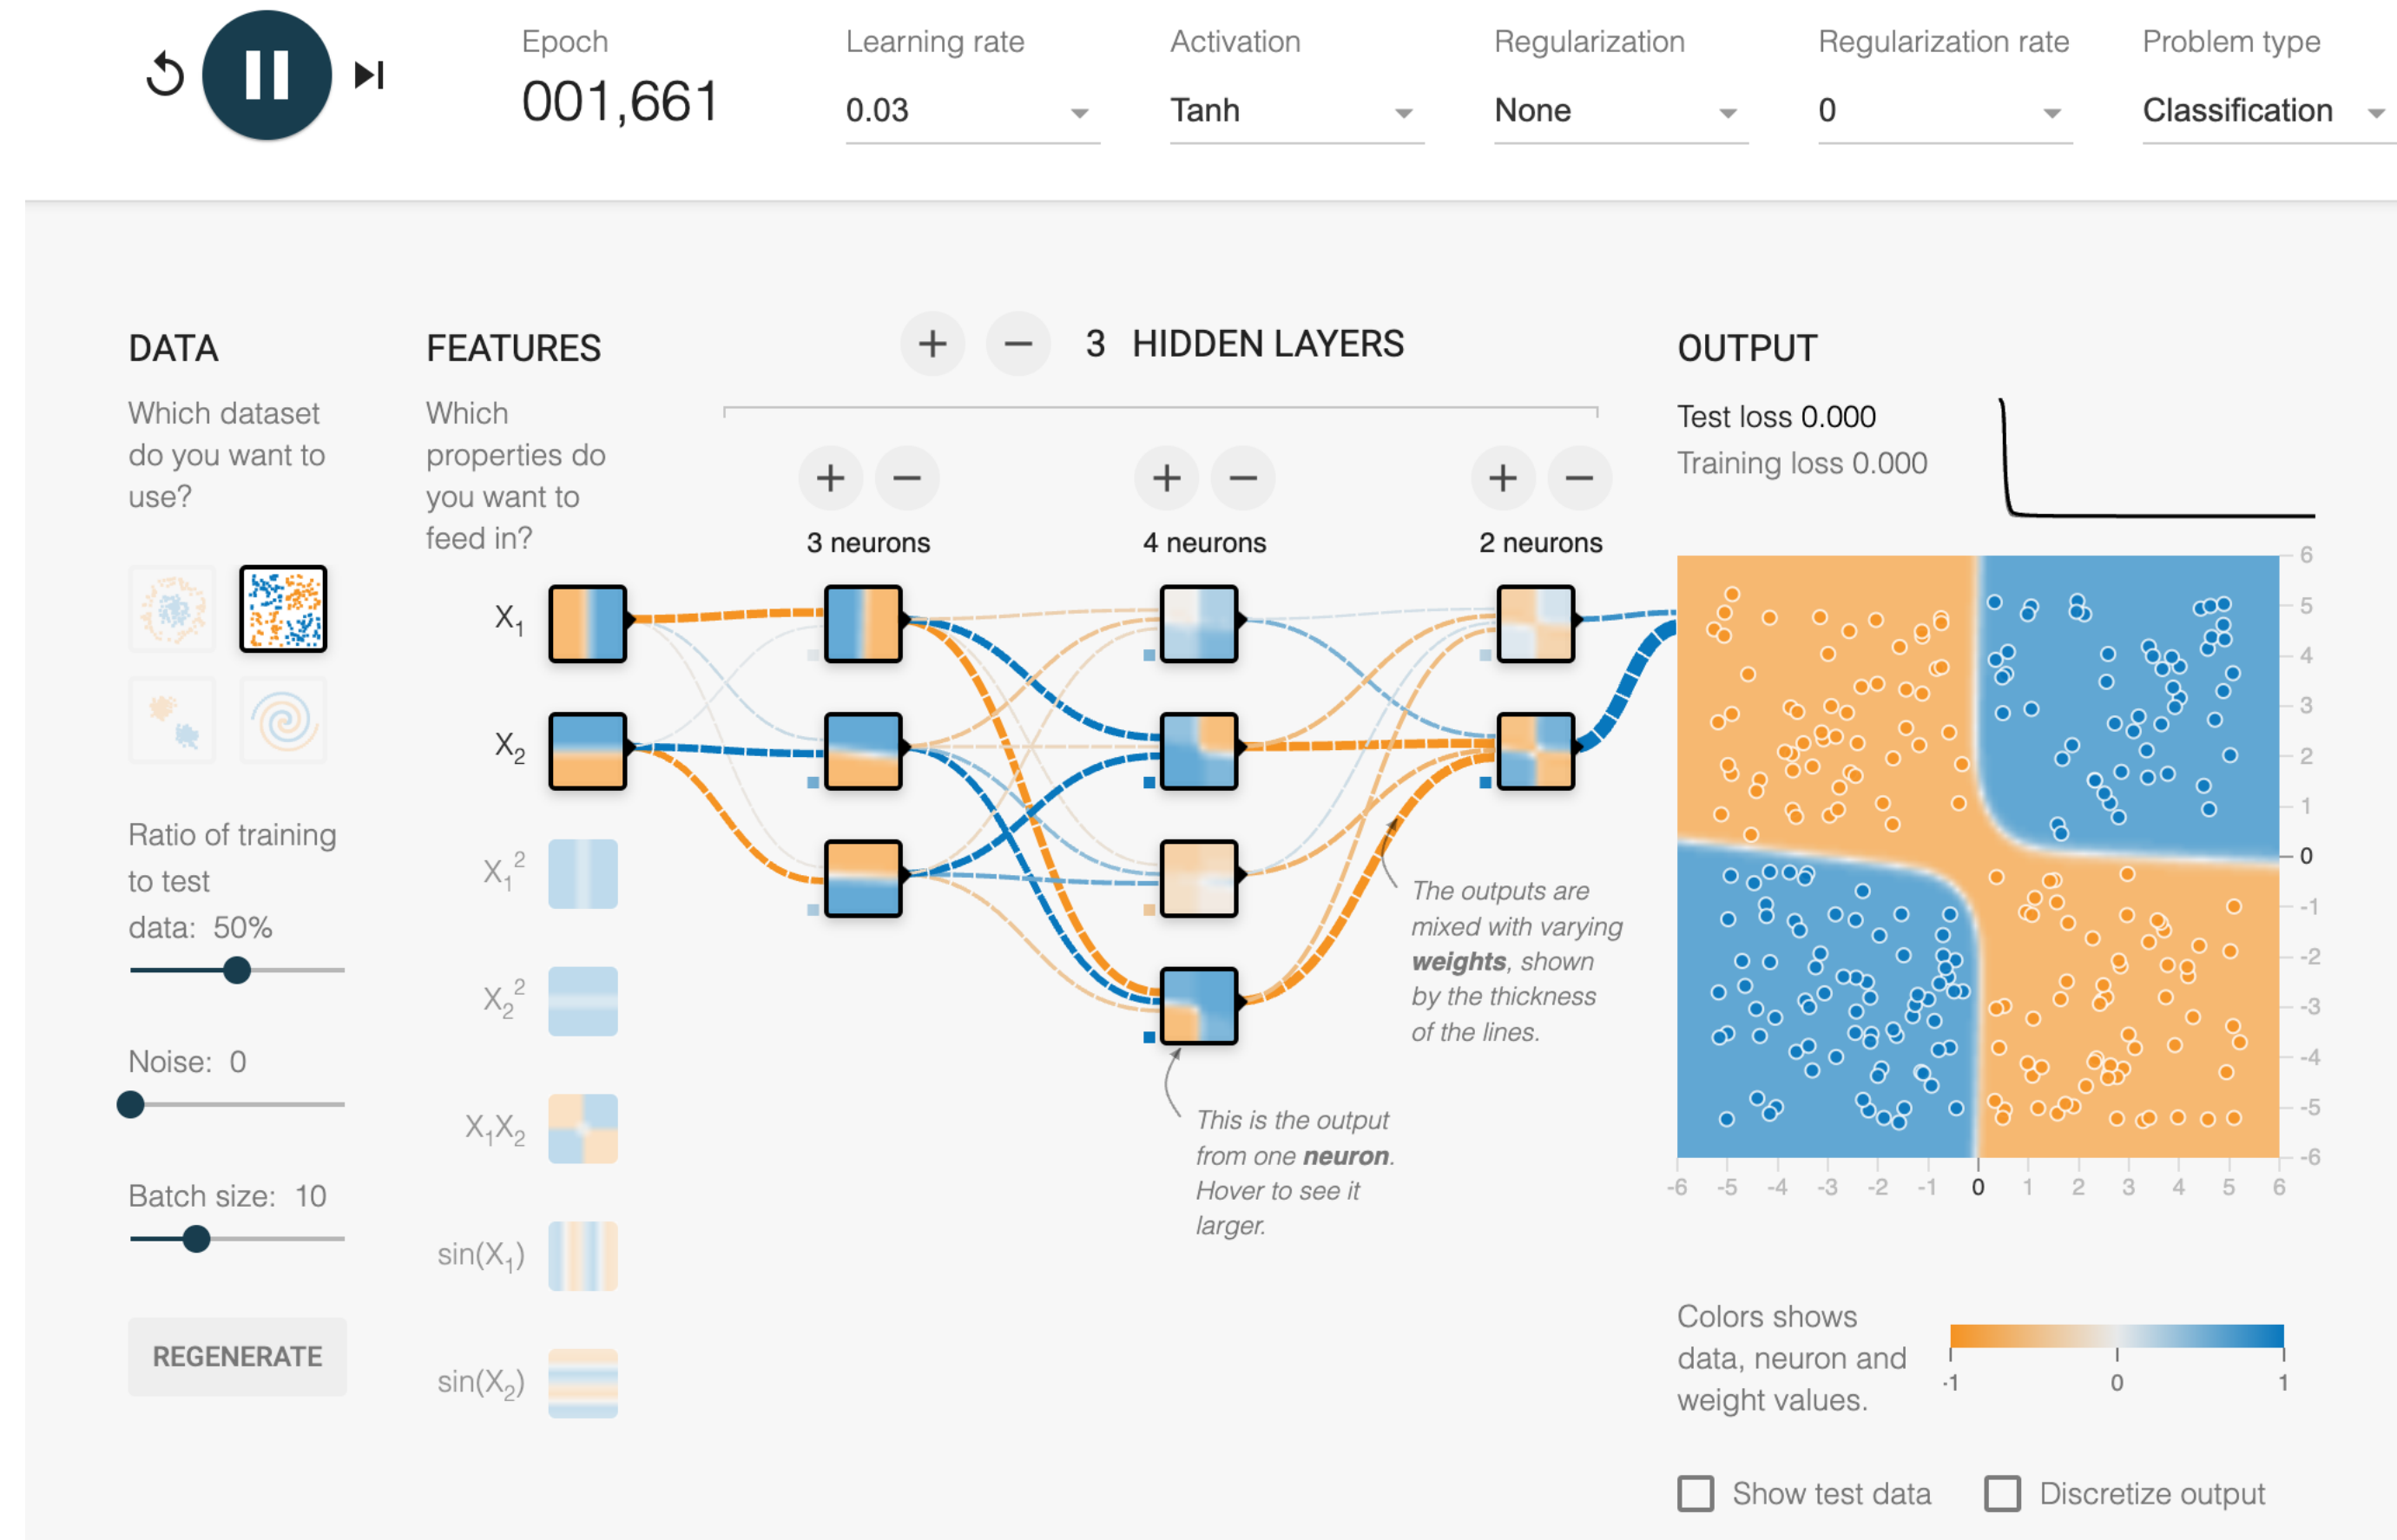 Epoch
001,661
Learning rate
0.03
Activation
Tanh
Regularization
None
Regularization rate
0
Problem type
Classification
DATA
Which dataset
do you want to
use?
Ratio of training
to test
data: 50%
Noise: 0
Batch size: 10
REGENERATE
FEATURES
Which
properties do
you want to
feed in?
X₁
X₂
X₁²
X₂²
X₁X₂
sin(X₁)
sin(X₂)
+ − 3 HIDDEN LAYERS
+ −
3 neurons
+ −
4 neurons
+ −
2 neurons
The outputs are
mixed with varying
weights, shown
by the thickness
of the lines.
This is the output
from one neuron.
Hover to see it
larger.
OUTPUT
Test loss 0.000
Training loss 0.000
6
5
4
3
2
1
0
-1
-2
-3
-4
-5
-6
-6 -5 -4 -3 -2 -1 0 1 2 3 4 5 6
Colors shows
data, neuron and
weight values.
-1 0 1
Show test data
Discretize output